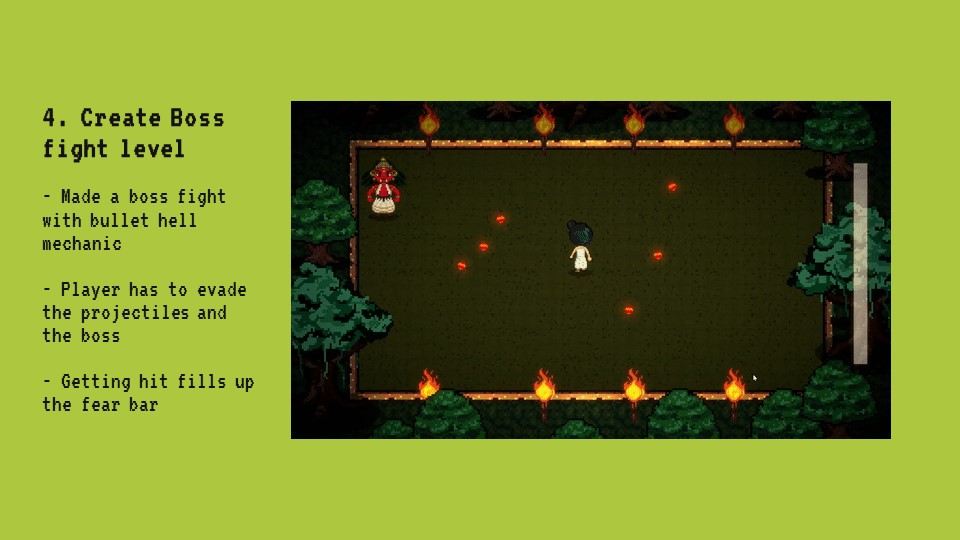 4. Create Boss
fight level
- Made a boss fight
with bullet hell
mechanic
- Player has to evade
the projectiles and
the boss
- Getting hit fills up
the fear bar